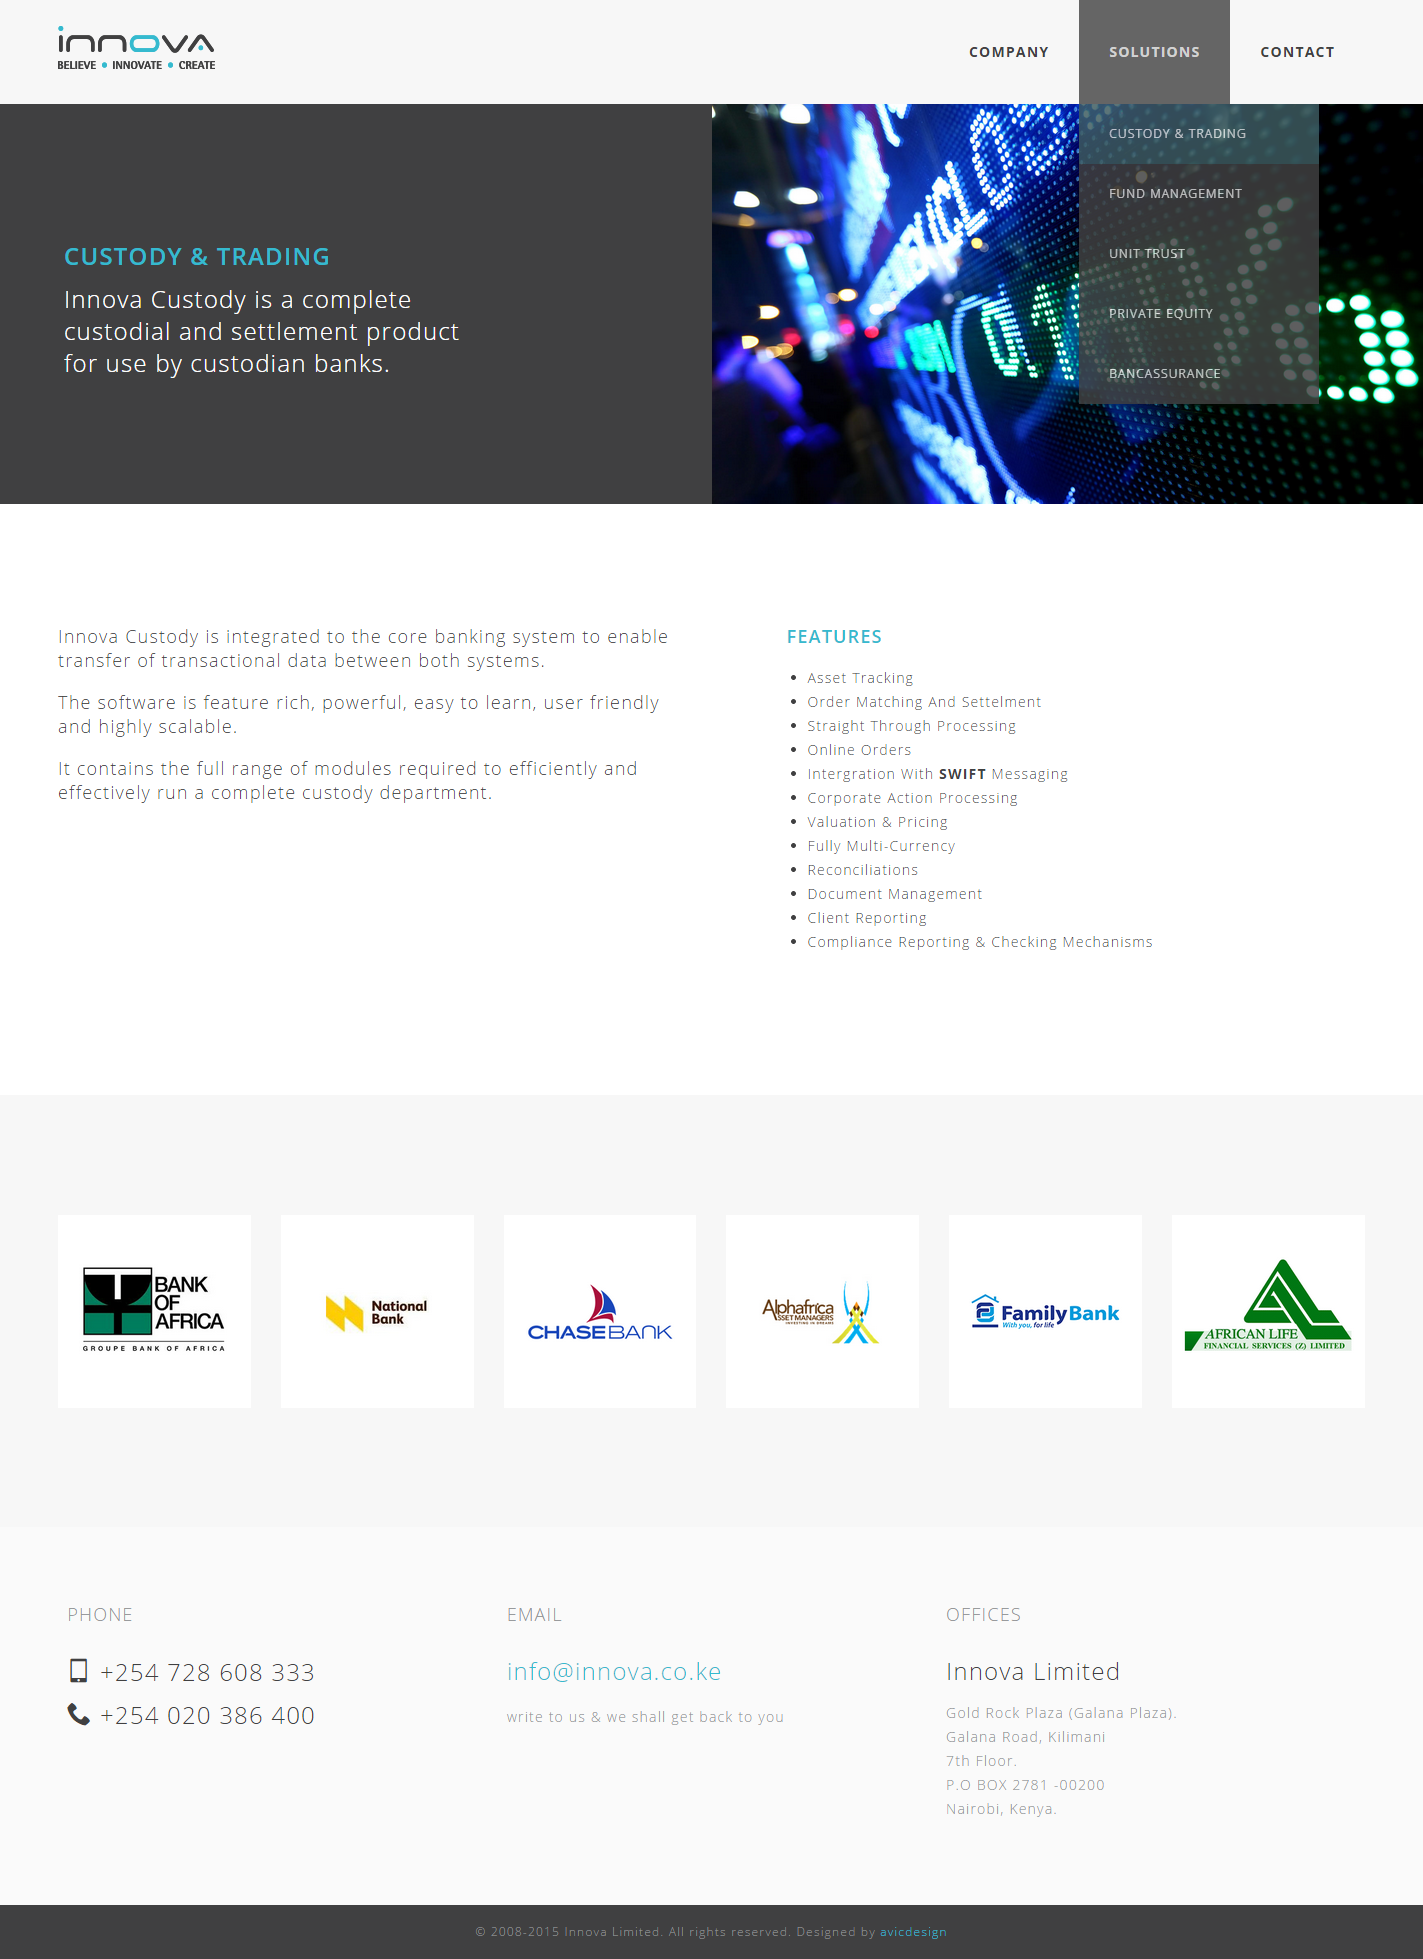 innova
BELIEVE • INNOVATE • CREATE
COMPANY
SOLUTIONS
CONTACT
CUSTODY & TRADING
FUND MANAGEMENT
UNIT TRUST
PRIVATE EQUITY
BANCASSURANCE
CUSTODY & TRADING
Innova Custody is a complete
custodial and settlement product
for use by custodian banks.
Innova Custody is integrated to the core banking system to enable
transfer of transactional data between both systems.
The software is feature rich, powerful, easy to learn, user friendly
and highly scalable.
It contains the full range of modules required to efficiently and
effectively run a complete custody department.
FEATURES
• Asset Tracking
• Order Matching And Settelment
• Straight Through Processing
• Online Orders
• Intergration With SWIFT Messaging
• Corporate Action Processing
• Valuation & Pricing
• Fully Multi-Currency
• Reconciliations
• Document Management
• Client Reporting
• Compliance Reporting & Checking Mechanisms
BANK
OF
AFRICA
GROUPE BANK OF AFRICA
National
Bank
CHASEBANK
Alphafrica
ASSET MANAGERS
INVESTING IN DREAMS
Family Bank
With you, for life
AFRICAN LIFE
FINANCIAL SERVICES (Z) LIMITED
PHONE
+254 728 608 333
+254 020 386 400
EMAIL
info@innova.co.ke
write to us & we shall get back to you
OFFICES
Innova Limited
Gold Rock Plaza (Galana Plaza).
Galana Road, Kilimani
7th Floor.
P.O BOX 2781 -00200
Nairobi, Kenya.
© 2008-2015 Innova Limited. All rights reserved. Designed by avicdesign